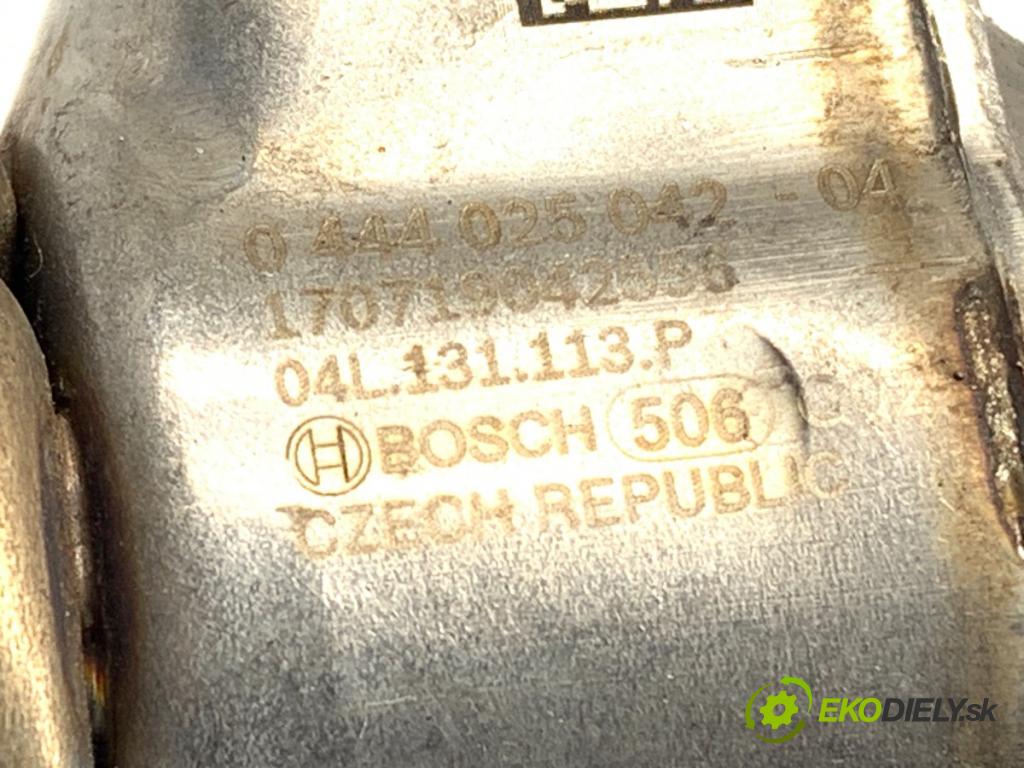 0 444 025 042 - 04
04L.131.113.P
BOSCH 506
CZECH REPUBLIC
EKODIELY.sk